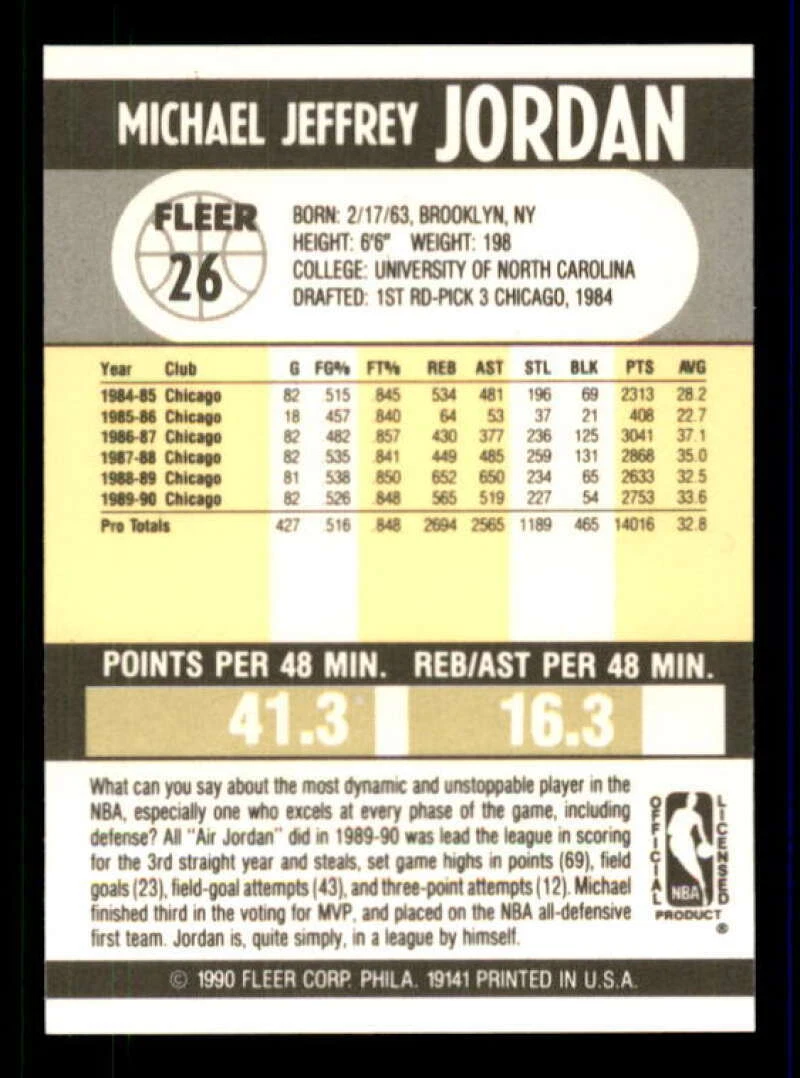 MICHAEL JEFFREY JORDAN
FLEER
26
BORN: 2/17/63, BROOKLYN, NY
HEIGHT: 6'6" WEIGHT: 198
COLLEGE: UNIVERSITY OF NORTH CAROLINA
DRAFTED: 1ST RD-PICK 3 CHICAGO, 1984
Year Club G FG% FT% REB AST STL BLK PTS AVG
1984-85 Chicago 82 .515 .845 534 481 196 69 2313 28.2
1985-86 Chicago 18 .457 .840 64 53 37 21 408 22.7
1986-87 Chicago 82 .482 .857 430 377 236 125 3041 37.1
1987-88 Chicago 82 .535 .841 449 485 259 131 2868 35.0
1988-89 Chicago 81 .538 .850 652 650 234 65 2633 32.5
1989-90 Chicago 82 .526 .848 565 519 227 54 2753 33.6
Pro Totals 427 .516 .848 2694 2565 1189 465 14016 32.8
POINTS PER 48 MIN. REB/AST PER 48 MIN.
41.3 16.3
What can you say about the most dynamic and unstoppable player in the
NBA, especially one who excels at every phase of the game, including
defense? All "Air Jordan" did in 1989-90 was lead the league in scoring
for the 3rd straight year and steals, set game highs in points (69), field
goals (23), field-goal attempts (43), and three-point attempts (12). Michael
finished third in the voting for MVP, and placed on the NBA all-defensive
first team. Jordan is, quite simply, in a league by himself.
OFFICIAL
NBA
LICENSED
PRODUCT
®
© 1990 FLEER CORP. PHILA. 19141 PRINTED IN U.S.A.